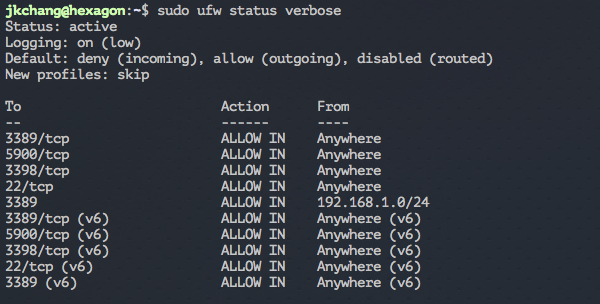 jkchang@hexagon:~$ sudo ufw status verbose
Status: active
Logging: on (low)
Default: deny (incoming), allow (outgoing), disabled (routed)
New profiles: skip

To                         Action      From
--                         ------      ----
3389/tcp                   ALLOW IN    Anywhere
5900/tcp                   ALLOW IN    Anywhere
3398/tcp                   ALLOW IN    Anywhere
22/tcp                     ALLOW IN    Anywhere
3389                       ALLOW IN    192.168.1.0/24
3389/tcp (v6)              ALLOW IN    Anywhere (v6)
5900/tcp (v6)              ALLOW IN    Anywhere (v6)
3398/tcp (v6)              ALLOW IN    Anywhere (v6)
22/tcp (v6)                ALLOW IN    Anywhere (v6)
3389 (v6)                  ALLOW IN    Anywhere (v6)